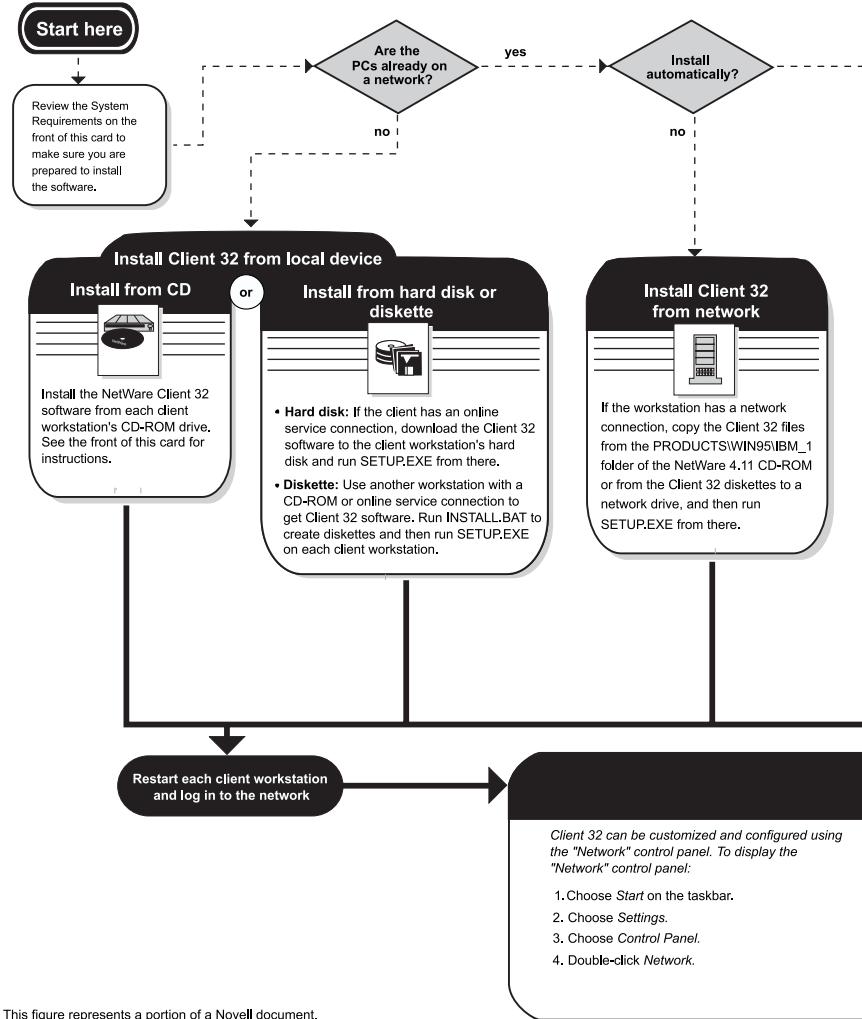 Start here
Review the System
Requirements on the
front of this card to
make sure you are
prepared to install
the software.
Are the
PCs already on
a network?
yes
no
Install
automatically?
no
Install Client 32 from local device
Install from CD
or
Install from hard disk or
diskette
Install the NetWare Client 32
software from each client
workstation's CD-ROM drive.
See the front of this card for
instructions.
• Hard disk: If the client has an online
service connection, download the Client 32
software to the client workstation's hard
disk and run SETUP.EXE from there.
• Diskette: Use another workstation with a
CD-ROM or online service connection to
get Client 32 software. Run INSTALL.BAT to
create diskettes and then run SETUP.EXE
on each client workstation.
Install Client 32
from network
If the workstation has a network
connection, copy the Client 32 files
from the PRODUCTS\WIN95\IBM_1
folder of the NetWare 4.11 CD-ROM
or from the Client 32 diskettes to a
network drive, and then run
SETUP.EXE from there.
Restart each client workstation
and log in to the network
Client 32 can be customized and configured using
the "Network" control panel. To display the
"Network" control panel:
1. Choose Start on the taskbar.
2. Choose Settings.
3. Choose Control Panel.
4. Double-click Network.
This figure represents a portion of a Novell document.